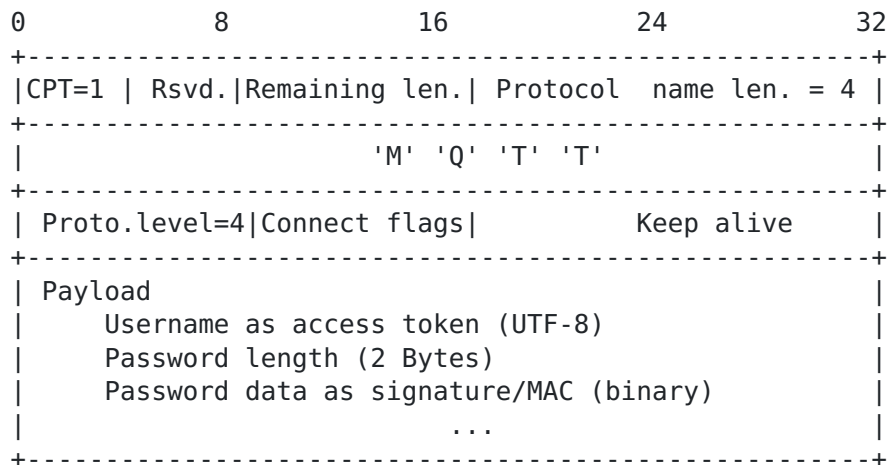 0             8             16             24             32
+------------------------------------------------------+
|CPT=1 | Rsvd.|Remaining len.| Protocol  name len. = 4 |
+------------------------------------------------------+
|                      'M' 'Q' 'T' 'T'                 |
+------------------------------------------------------+
| Proto.level=4|Connect flags|          Keep alive     |
+------------------------------------------------------+
| Payload                                              |
|     Username as access token (UTF-8)                 |
|     Password length (2 Bytes)                        |
|     Password data as signature/MAC (binary)          |
|                           ...                        |
+------------------------------------------------------+